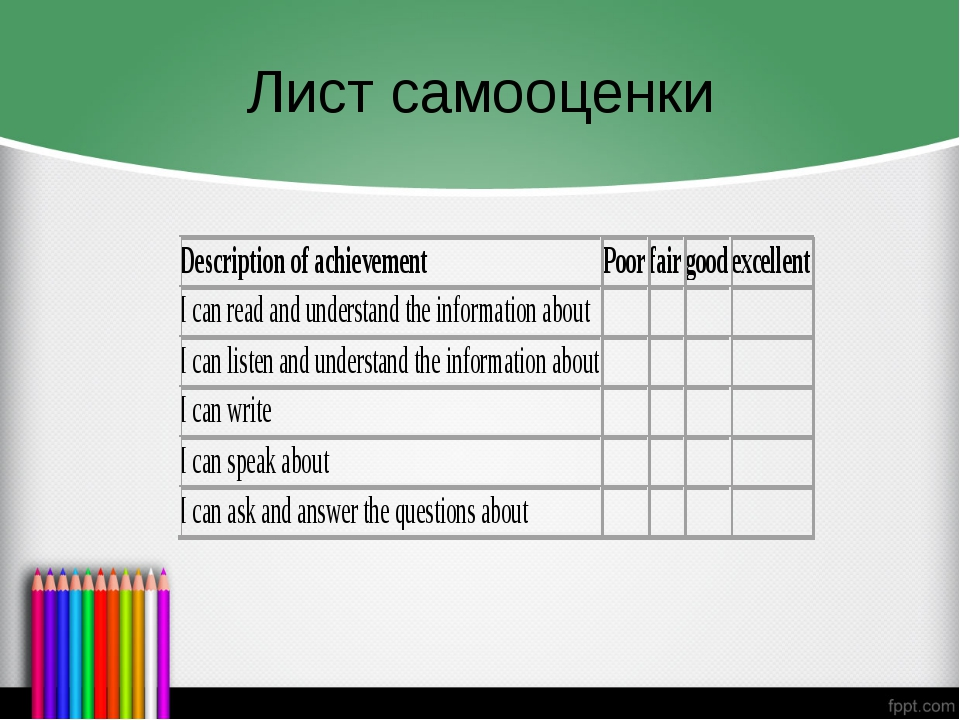 Лист самооценки
Description of achievement Poor fair good excellent
I can read and understand the information about
I can listen and understand the information about
I can write
I can speak about
I can ask and answer the questions about
fppt.com